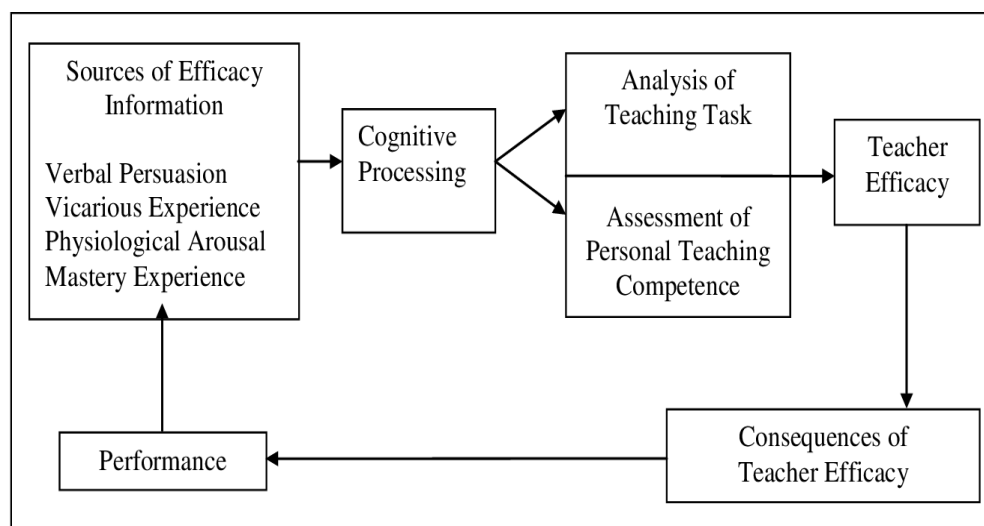 Sources of Efficacy
Information
Verbal Persuasion
Vicarious Experience
Physiological Arousal
Mastery Experience
Cognitive
Processing
Analysis of
Teaching Task
Assessment of
Personal Teaching
Competence
Teacher
Efficacy
Consequences of
Teacher Efficacy
Performance